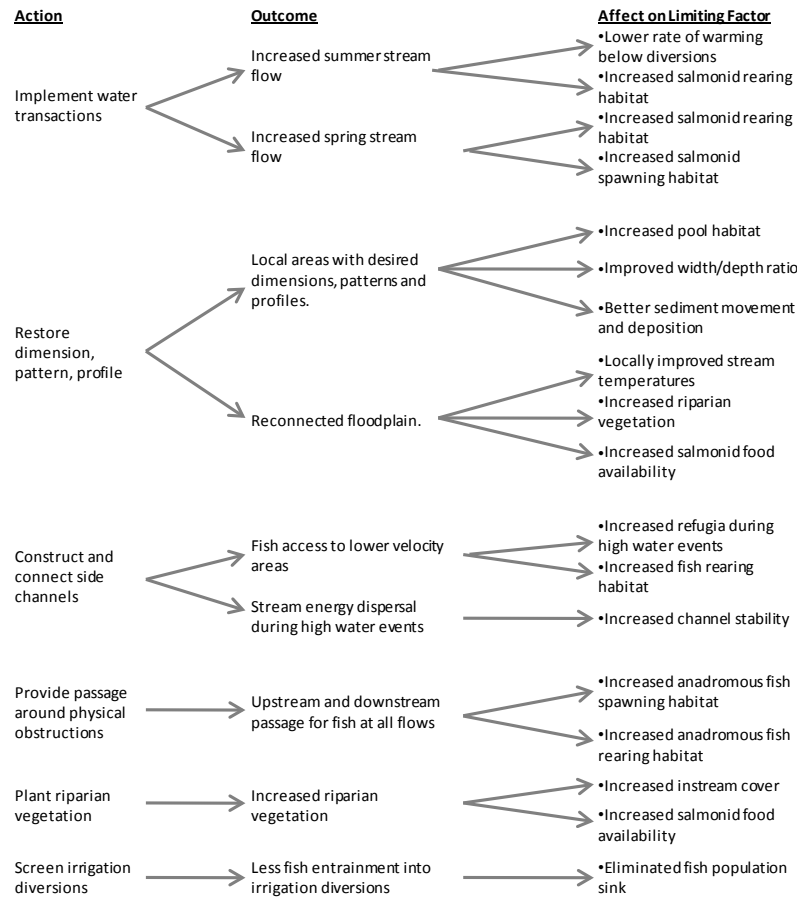 Action Outcome Affect on Limiting Factor
Implement water
transactions
Increased summer stream
flow
•Lower rate of warming
below diversions
•Increased salmonid rearing
habitat
Increased spring stream
flow
•Increased salmonid rearing
habitat
•Increased salmonid
spawning habitat
Restore
dimension,
pattern, profile
Local areas with desired
dimensions, patterns and
profiles.
•Increased pool habitat
•Improved width/depth ratio
•Better sediment movement
and deposition
Reconnected floodplain.
•Locally improved stream
temperatures
•Increased riparian
vegetation
•Increased salmonid food
availability
Construct and
connect side
channels
Fish access to lower velocity
areas
•Increased refugia during
high water events
•Increased fish rearing
habitat
Stream energy dispersal
during high water events
•Increased channel stability
Provide passage
around physical
obstructions
Upstream and downstream
passage for fish at all flows
•Increased anadromous fish
spawning habitat
•Increased anadromous fish
rearing habitat
Plant riparian
vegetation
Increased riparian
vegetation
•Increased instream cover
•Increased salmonid food
availability
Screen irrigation
diversions
Less fish entrainment into
irrigation diversions
•Eliminated fish population
sink